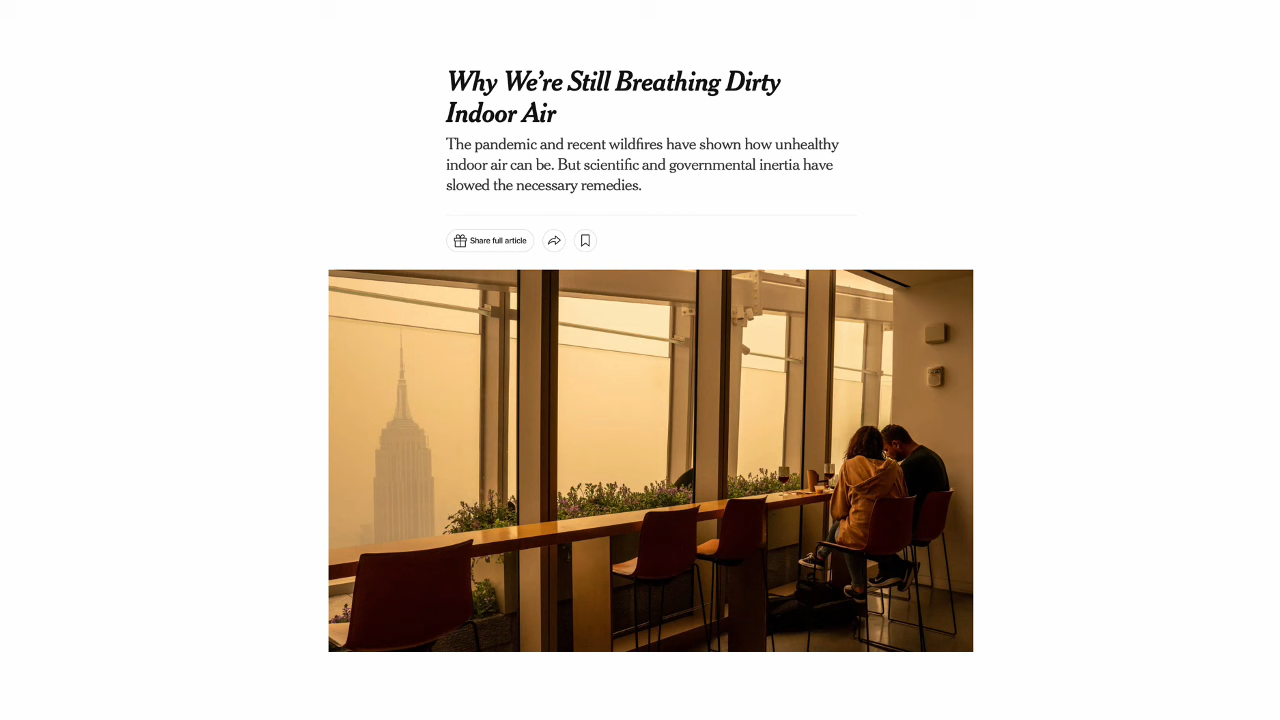 Why We're Still Breathing Dirty
Indoor Air
The pandemic and recent wildfires have shown how unhealthy
indoor air can be. But scientific and governmental inertia have
slowed the necessary remedies.
Share full article